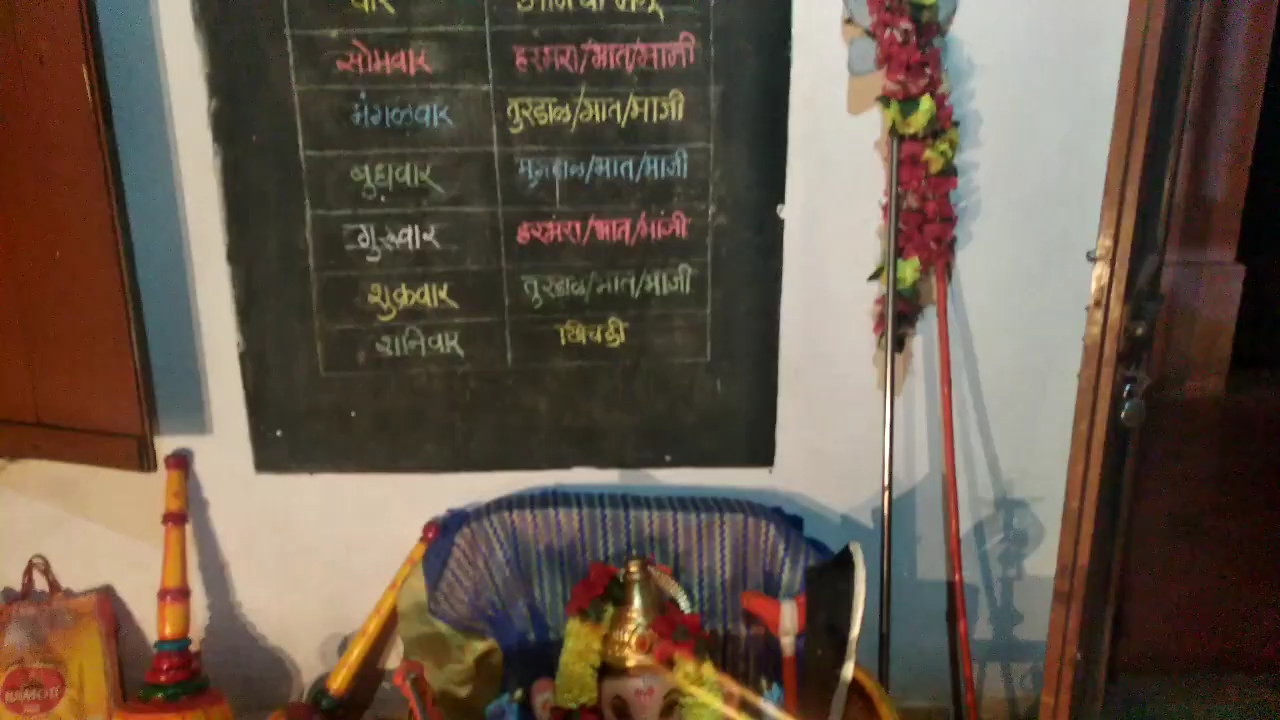 वार
सोमवार हरभरा/भात/भाजी
मंगळवार तुरडाळ/भात/भाजी
बुधवार मुगडाळ/भात/भाजी
गुरुवार हरभरा/भात/भाजी
शुक्रवार तुरडाळ/भात/भाजी
शनिवार खिचडी